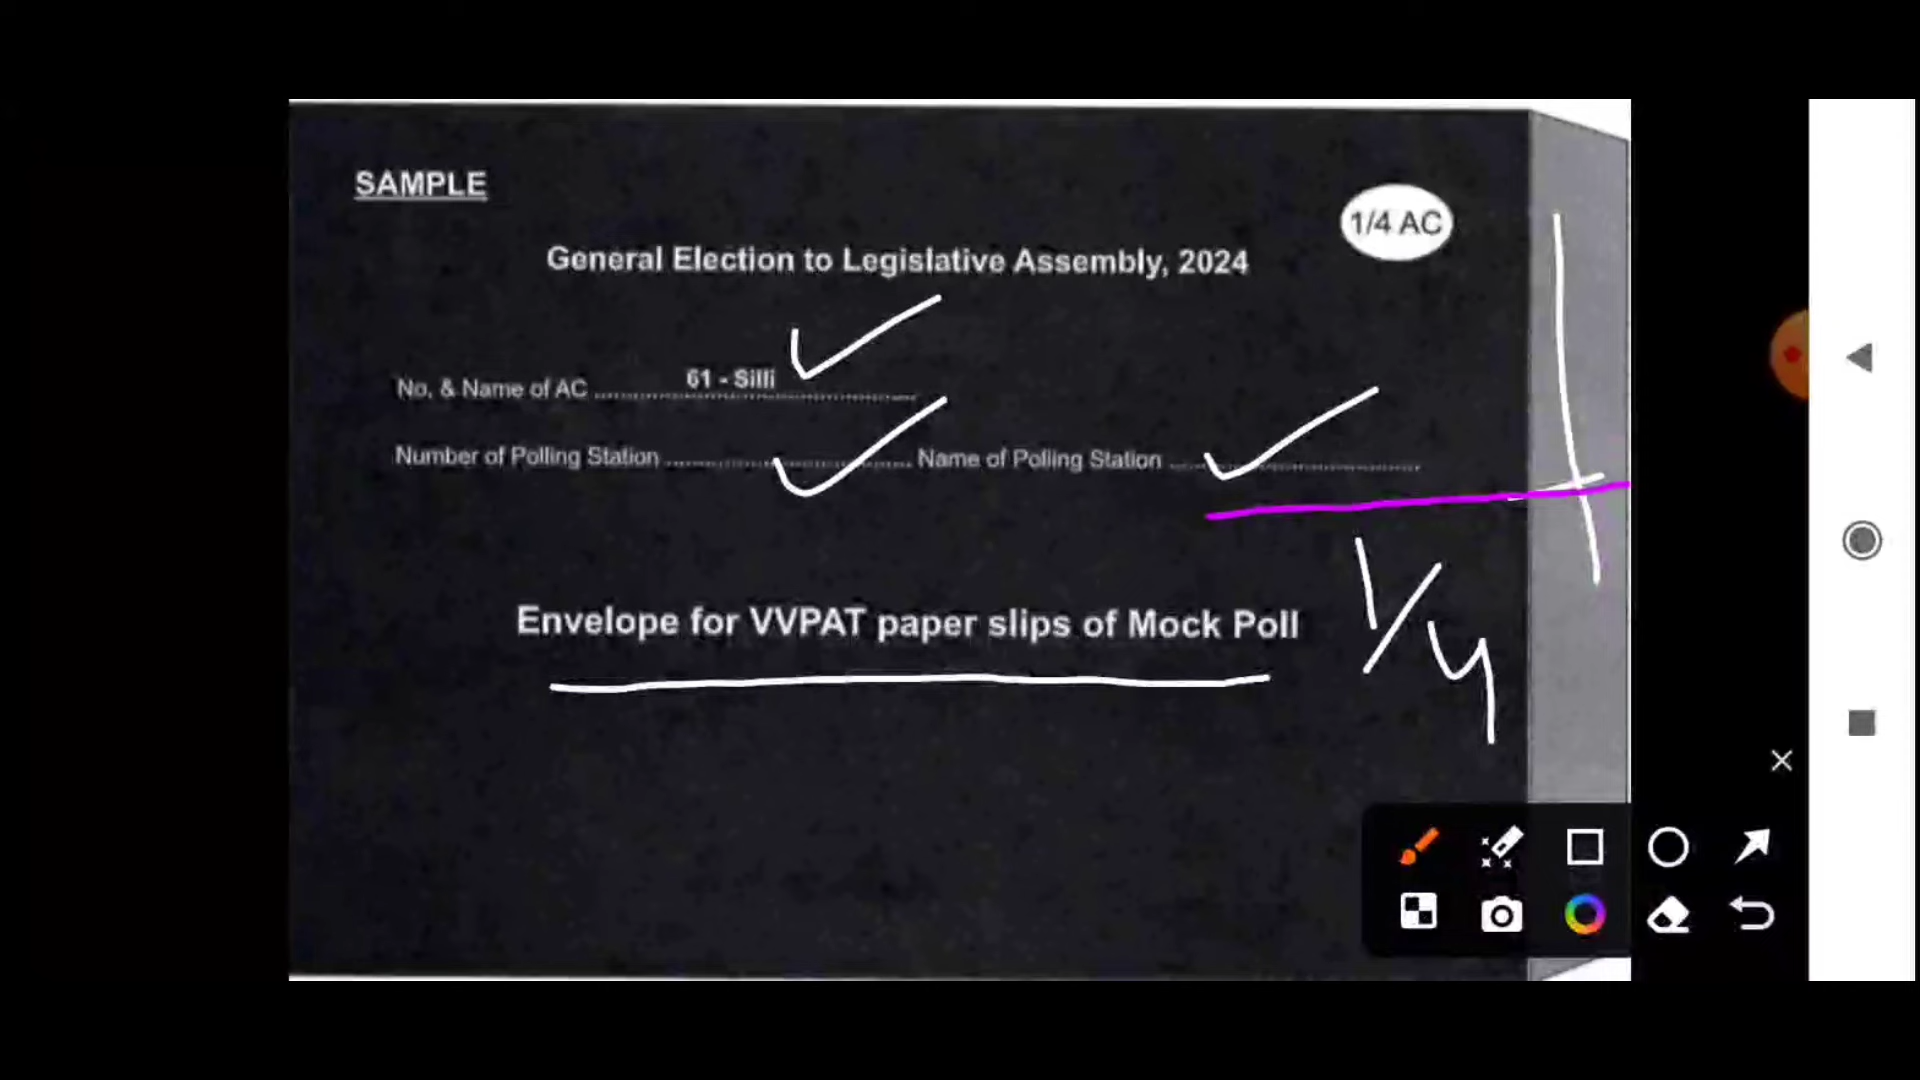 SAMPLE
1/4 AC
General Election to Legislative Assembly, 2024
No. & Name of AC .......... 61 - Silli ..........
Number of Polling Station .......... Name of Polling Station ..........
Envelope for VVPAT paper slips of Mock Poll
1/4